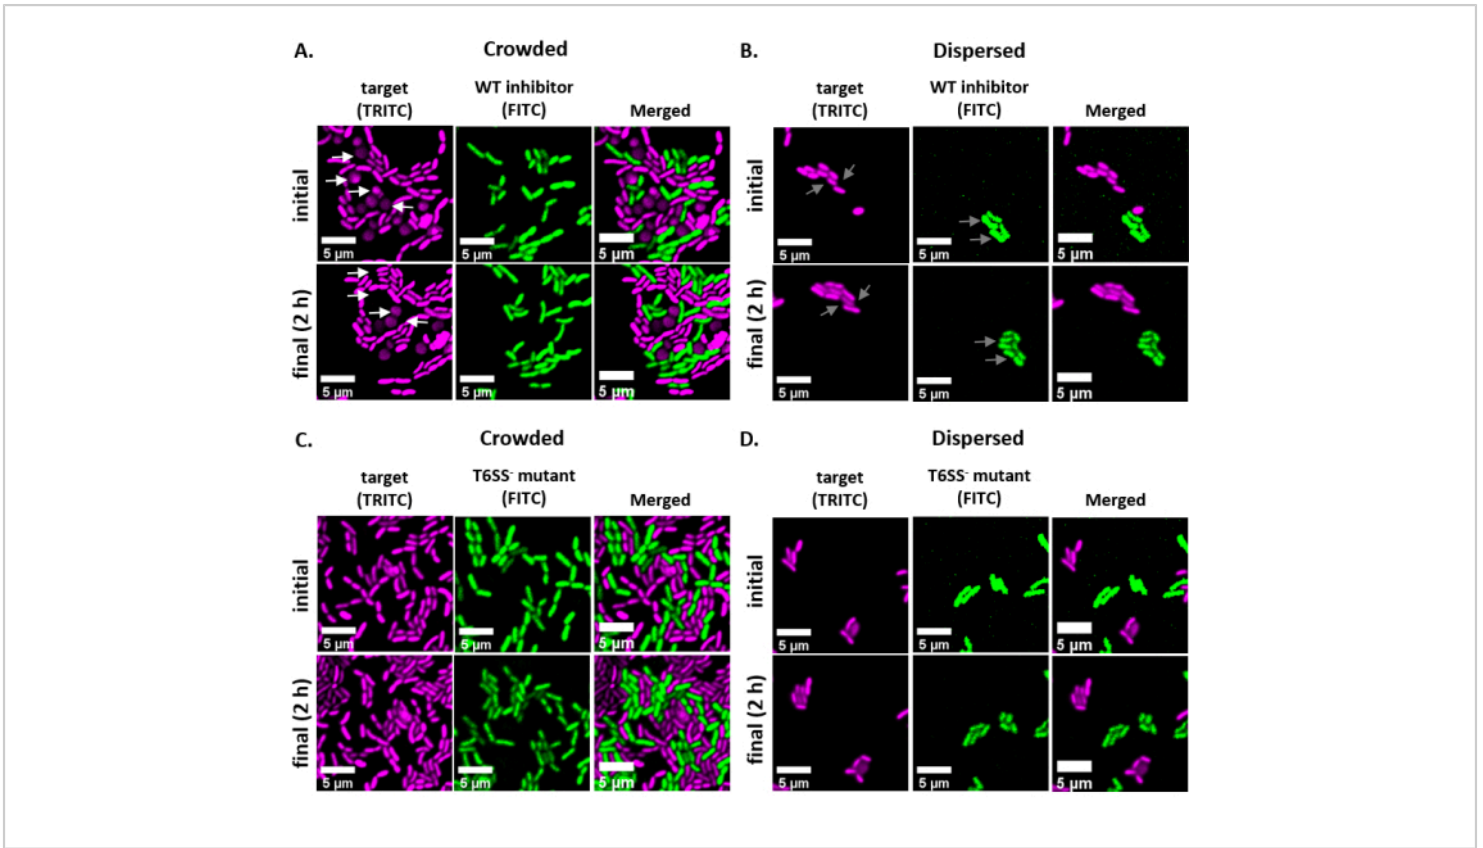 A. Crowded
target (TRITC)
WT inhibitor (FITC)
Merged
initial
5 µm
5 µm
5 µm
final (2 h)
5 µm
5 µm
5 µm
B. Dispersed
target (TRITC)
WT inhibitor (FITC)
Merged
initial
5 µm
5 µm
5 µm
final (2 h)
5 µm
5 µm
5 µm
C. Crowded
target (TRITC)
T6SS⁻ mutant (FITC)
Merged
initial
5 µm
5 µm
5 µm
final (2 h)
5 µm
5 µm
5 µm
D. Dispersed
target (TRITC)
T6SS⁻ mutant (FITC)
Merged
initial
5 µm
5 µm
5 µm
final (2 h)
5 µm
5 µm
5 µm